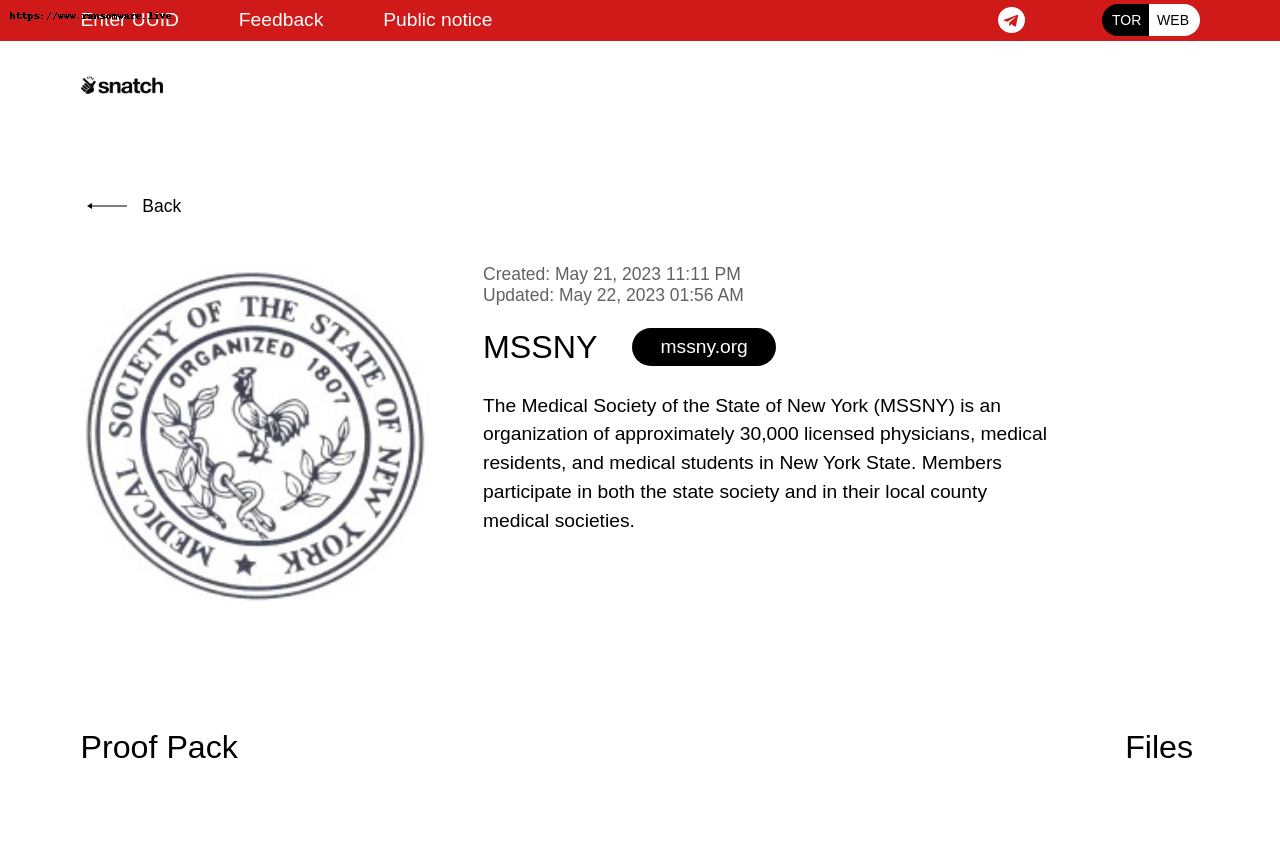 https://www.ransomware.live
Enter UUID Feedback Public notice TOR WEB
snatch
Back
Created: May 21, 2023 11:11 PM
Updated: May 22, 2023 01:56 AM
MSSNY mssny.org
The Medical Society of the State of New York (MSSNY) is an
organization of approximately 30,000 licensed physicians, medical
residents, and medical students in New York State. Members
participate in both the state society and in their local county
medical societies.
MEDICAL SOCIETY OF THE STATE OF NEW YORK
ORGANIZED 1807
Proof Pack Files